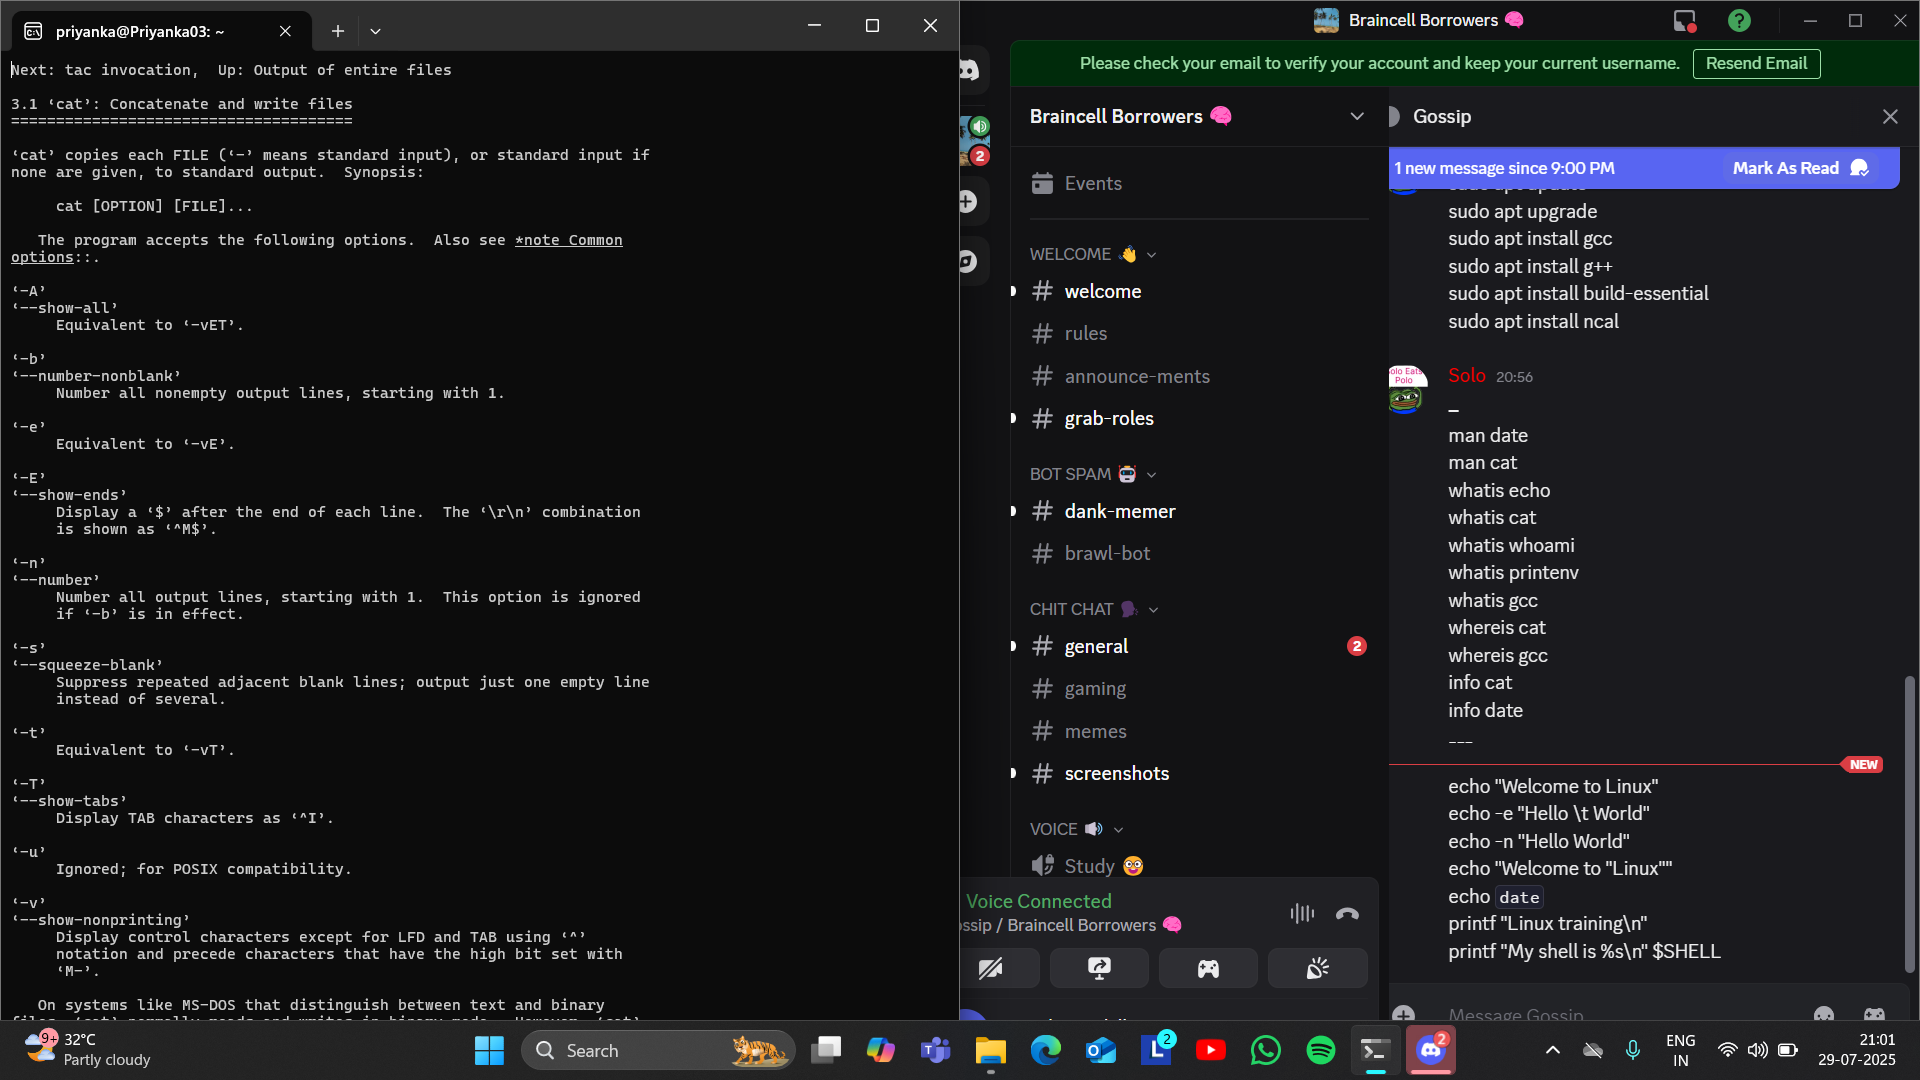 priyanka@Priyanka03: ~
Next: tac invocation,  Up: Output of entire files
3.1 ‘cat’: Concatenate and write files
======================================
‘cat’ copies each FILE (‘-’ means standard input), or standard input if
none are given, to standard output.  Synopsis:
cat [OPTION] [FILE]...
The program accepts the following options.  Also see *note Common
options::.
‘-A’
‘--show-all’
Equivalent to ‘-vET’.
‘-b’
‘--number-nonblank’
Number all nonempty output lines, starting with 1.
‘-e’
Equivalent to ‘-vE’.
‘-E’
‘--show-ends’
Display a ‘$’ after the end of each line.  The ‘\r\n’ combination
is shown as ‘^M$’.
‘-n’
‘--number’
Number all output lines, starting with 1.  This option is ignored
if ‘-b’ is in effect.
‘-s’
‘--squeeze-blank’
Suppress repeated adjacent blank lines; output just one empty line
instead of several.
‘-t’
Equivalent to ‘-vT’.
‘-T’
‘--show-tabs’
Display TAB characters as ‘^I’.
‘-u’
Ignored; for POSIX compatibility.
‘-v’
‘--show-nonprinting’
Display control characters except for LFD and TAB using ‘^’
notation and precede characters that have the high bit set with
‘M-’.
On systems like MS-DOS that distinguish between text and binary
Braincell Borrowers 🧠
Please check your email to verify your account and keep your current username. Resend Email
2
Braincell Borrowers 🧠
Events
WELCOME 👋
# welcome
# rules
# announce-ments
# grab-roles
BOT SPAM 🤖
# dank-memer
# brawl-bot
CHIT CHAT 🗣
# general 2
# gaming
# memes
# screenshots
VOICE 🔊
Study 🤓
Voice Connected
ossip / Braincell Borrowers 🧠
Gossip
1 new message since 9:00 PM Mark As Read
sudo apt update
sudo apt upgrade
sudo apt install gcc
sudo apt install g++
sudo apt install build-essential
sudo apt install ncal
Solo Eats
Polo
Solo 20:56
_
man date
man cat
whatis echo
whatis cat
whatis whoami
whatis printenv
whatis gcc
whereis cat
whereis gcc
info cat
info date
---
NEW
echo "Welcome to Linux"
echo -e "Hello \t World"
echo -n "Hello World"
echo "Welcome to "Linux""
echo date
printf "Linux training\n"
printf "My shell is %s\n" $SHELL
Message Gossip
9+
32°C
Partly cloudy
Search
2
2
ENG
IN
21:01
29-07-2025